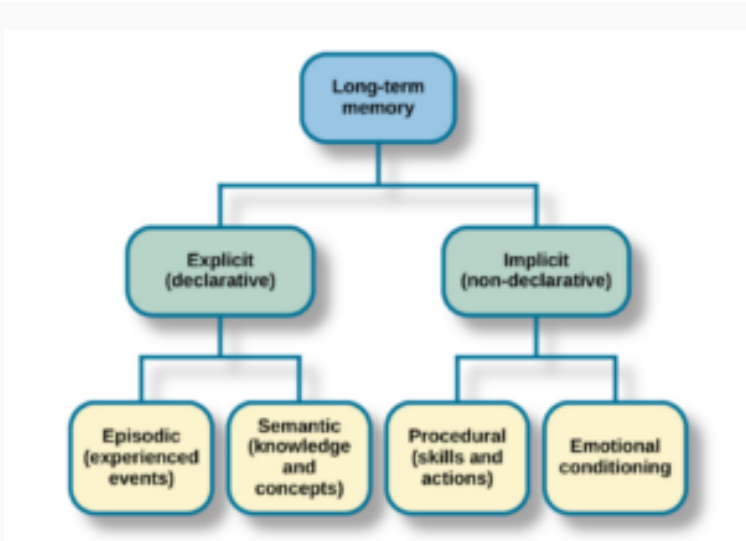 Long-term
memory
Explicit
(declarative)
Implicit
(non-declarative)
Episodic
(experienced
events)
Semantic
(knowledge
and
concepts)
Procedural
(skills and
actions)
Emotional
conditioning